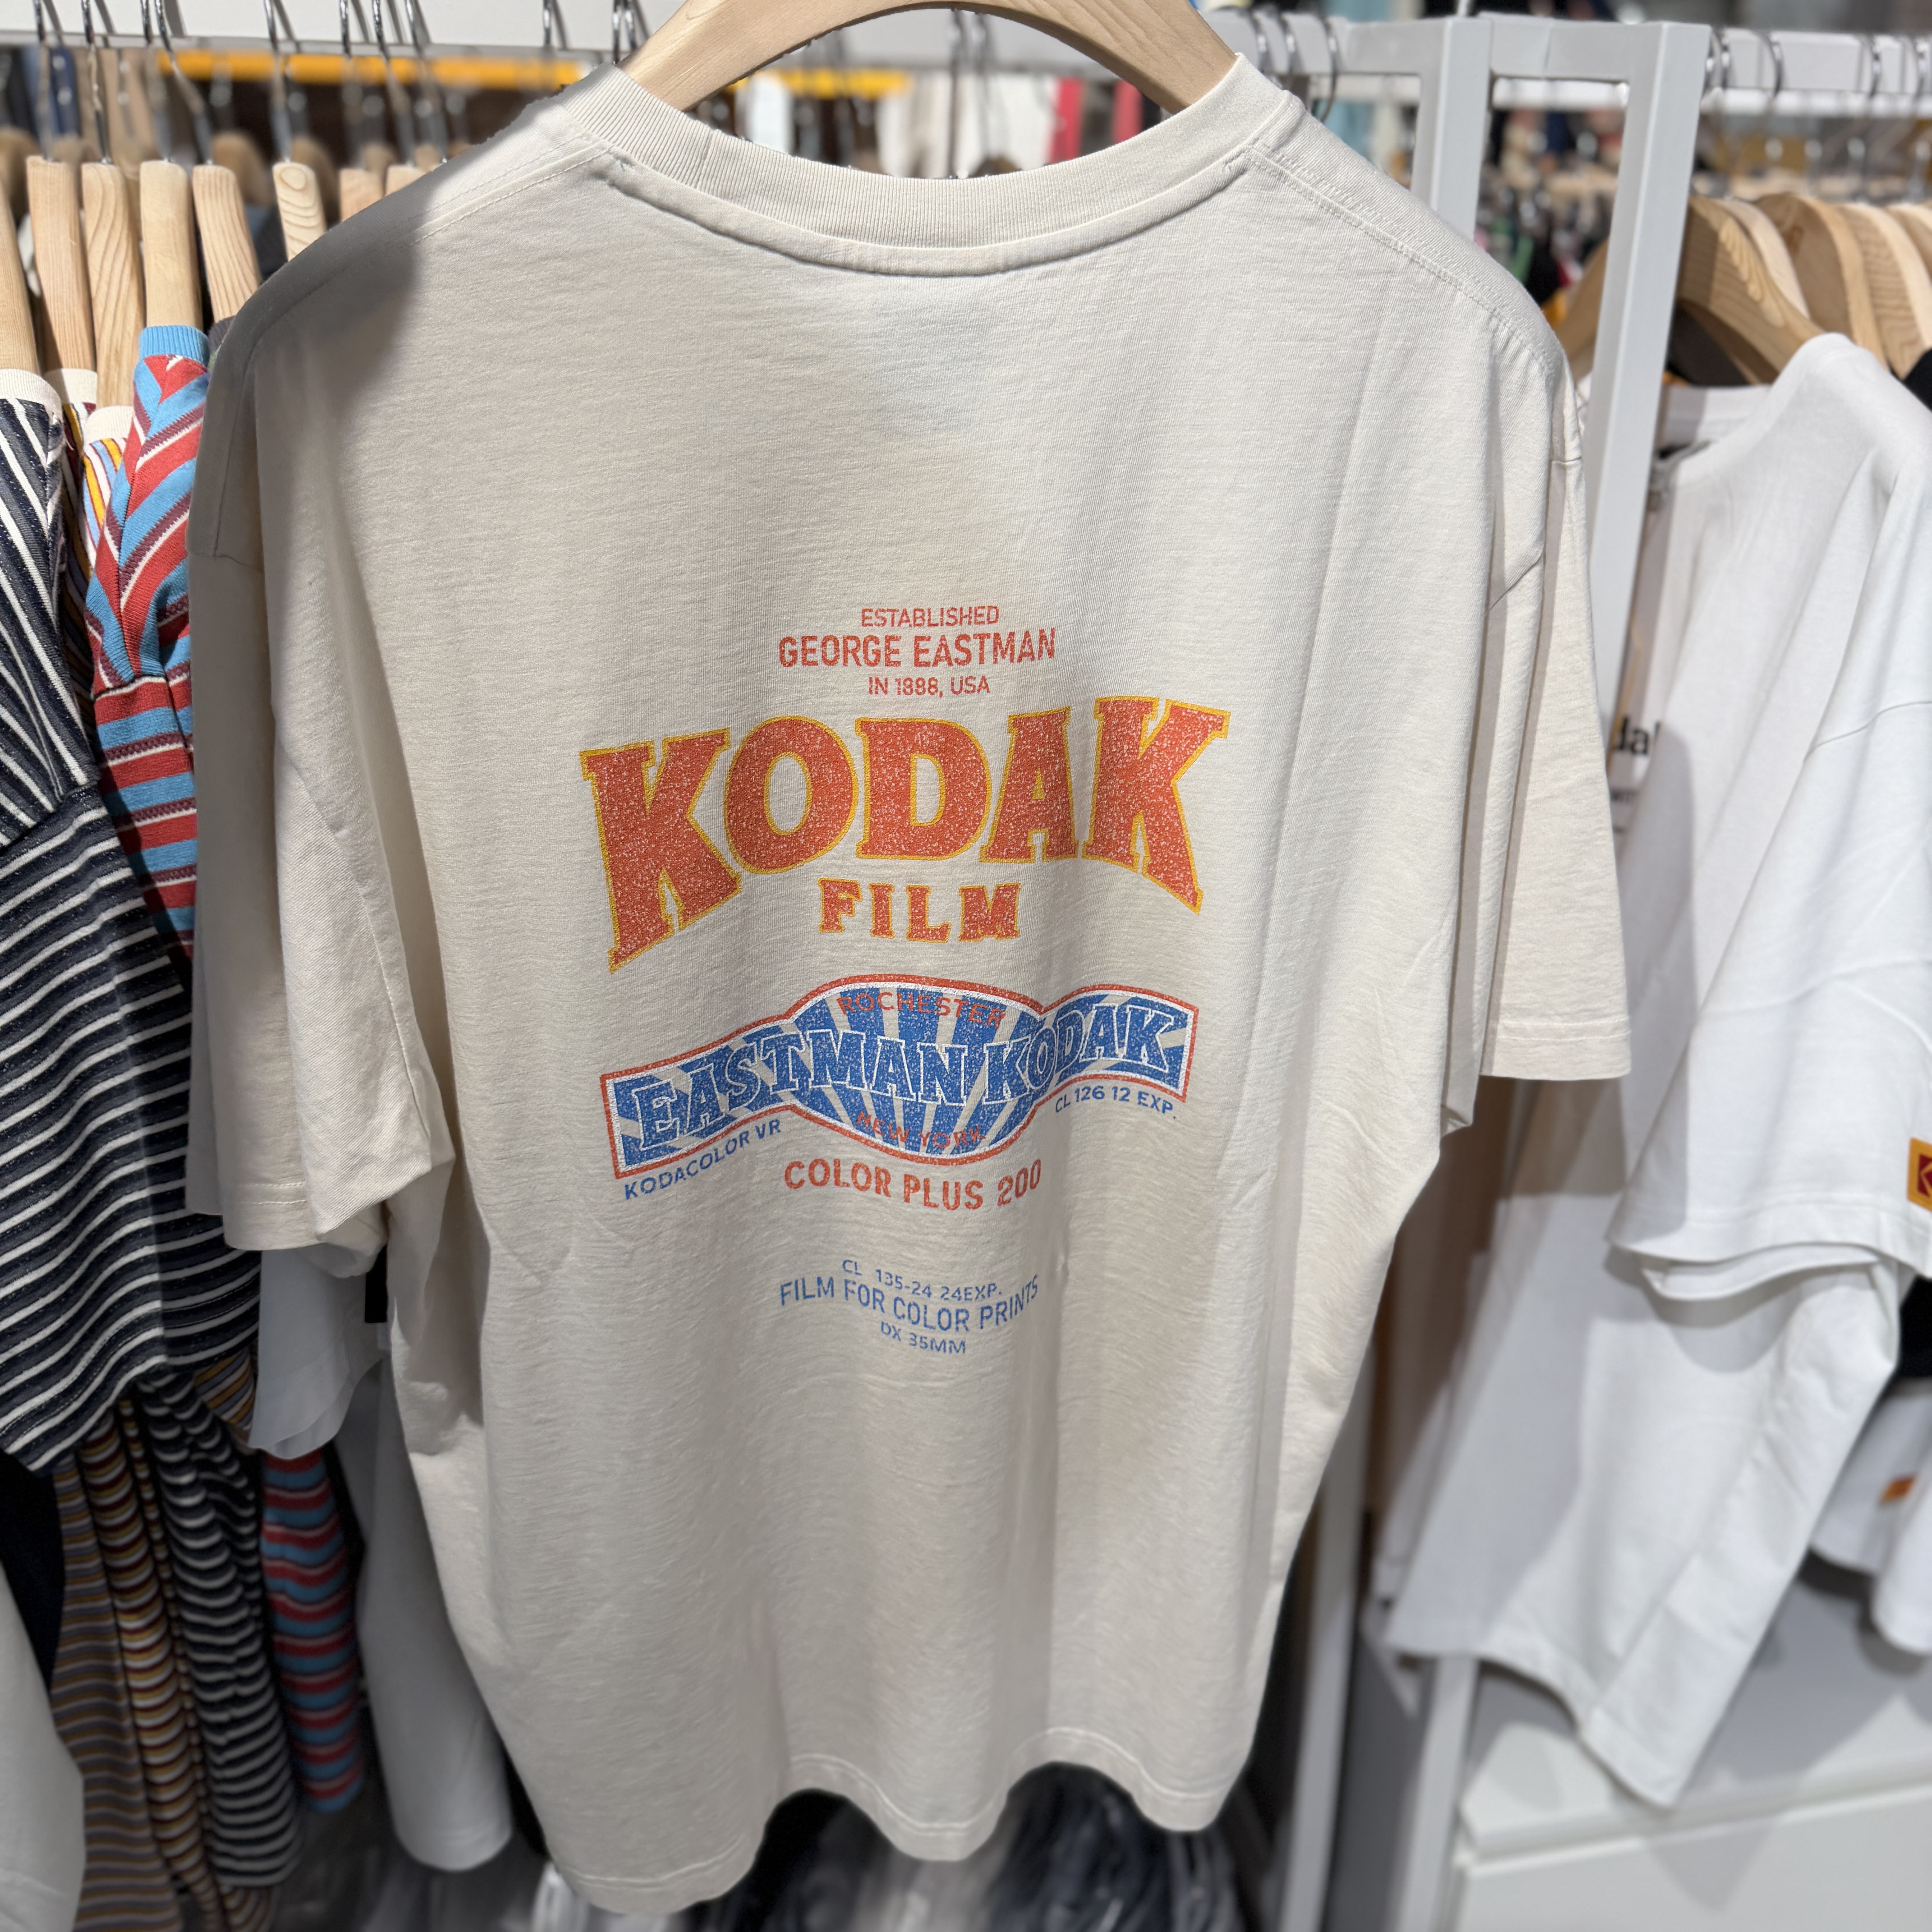 ESTABLISHED
GEORGE EASTMAN
IN 1888, USA
KODAK
FILM
ROCHESTER
EASTMAN KODAK
NEW YORK
KODACOLOR VR
CL 126 12 EXP.
COLOR PLUS 200
CL 135-24 24EXP.
FILM FOR COLOR PRINTS
DX 35MM